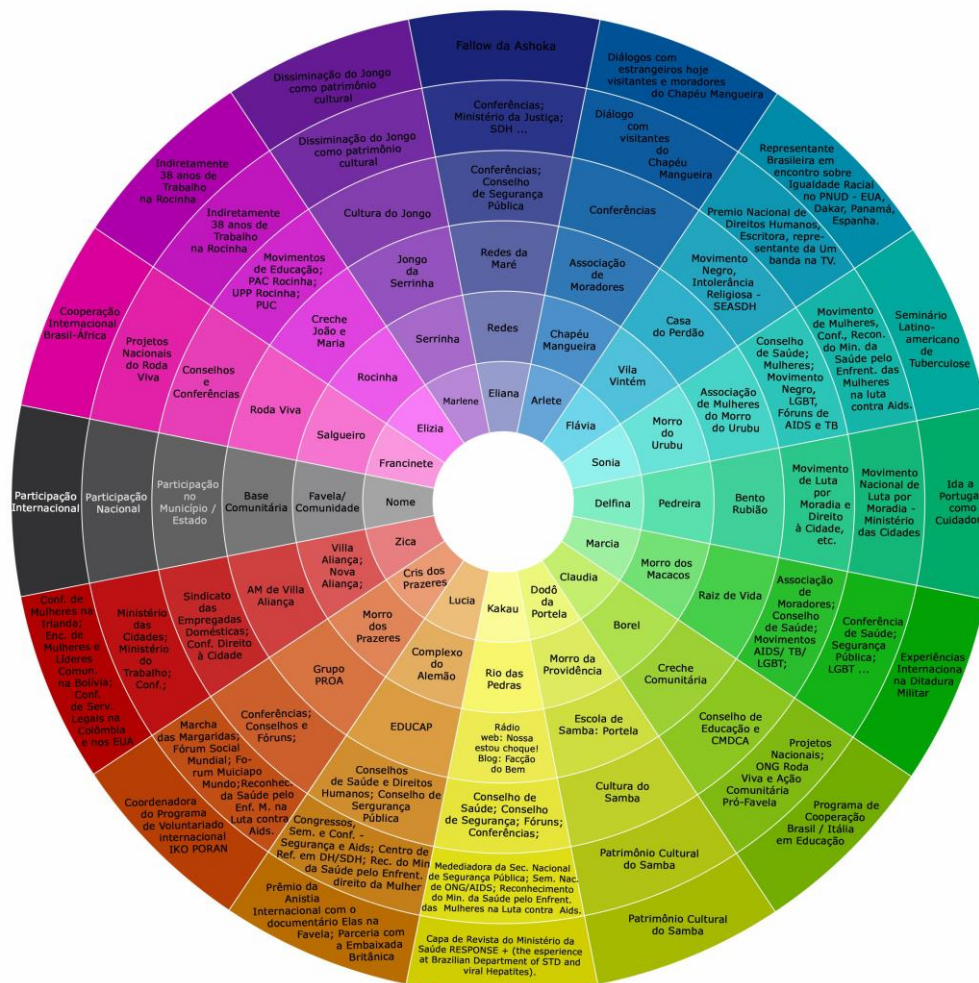 Nome
Favela/
Comunidade
Base
Comunitária
Participação
no
Município /
Estado
Participação
Nacional
Participação
Internacional
Francinete
Salgueiro
Roda Viva
Conselhos
e
Conferências
Projetos
Nacionais
do Roda
Viva
Cooperação
Internacional
Brasil-África
Elizia
Rocinha
Creche
João e
Maria
Movimentos
de Educação;
PAC Rocinha;
UPP Rocinha;
PUC
Indiretamente
38 anos de
Trabalho
na Rocinha
Indiretamente
38 anos de
Trabalho
na Rocinha
Marlene
Serrinha
Jongo
da
Serrinha
Cultura do Jongo
Disseminação do Jongo
como patrimônio
cultural
Disseminação do Jongo
como patrimônio
cultural
Eliana
Redes
Redes da
Maré
Conferências;
Conselho
de Segurança
Pública
Conferências;
Ministério da Justiça;
SDH ...
Fallow da Ashoka
Arlete
Chapéu
Mangueira
Associação
de
Moradores
Conferências
Diálogo
com
visitantes
do
Chapéu
Mangueira
Diálogos com
estrangeiros hoje
visitantes e moradores
do Chapéu Mangueira
Flávia
Vila
Vintém
Casa
do Perdão
Movimento
Negro,
Intolerância
Religiosa -
SEASDH
Premio Nacional de
Direitos Humanos,
Escritora, repre-
sentante da Um
banda na TV.
Representante
Brasileira em
encontro sobre
Igualdade Racial
no PNUD - EUA,
Dakar, Panamá,
Espanha.
Sonia
Morro
do
Urubu
Associação
de Mulheres
do Morro
do Urubu
Conselho
de Saúde;
Mulheres;
Movimento
Negro,
LGBT,
Fóruns de
AIDS e TB
Movimento
de Mulheres,
Conf., Recon.
do Min. da
Saúde pelo
Enfrent. das
Mulheres
na luta
contra Aids.
Seminário
Latino-
americano
de
Tuberculose
Delfina
Pedreira
Bento
Rubião
Movimento
de Luta
por
Moradia e
Direito
à Cidade,
etc.
Movimento
Nacional de
Luta por
Moradia -
Ministério
das Cidades
Ida a
Portugal
como
Cuidador
Marcia
Morro dos
Macacos
Raiz de Vida
Associação de
Moradores;
Conselho
de Saúde;
Movimentos
AIDS/ TB/
LGBT;
Conferência
de Saúde;
Segurança
Pública;
LGBT ...
Experiências
Internaciona
na Ditadura
Militar
Claudia
Borel
Creche
Comunitária
Conselho de
Educação e
CMDCA
Projetos
Nacionais;
ONG Roda
Viva e Ação
Comunitária
Pró-Favela
Programa de
Cooperação
Brasil / Itália
em Educação
Dodô
da
Portela
Morro da
Providência
Escola de
Samba: Portela
Cultura do
Samba
Patrimônio Cultural
do Samba
Patrimônio Cultural
do Samba
Kakau
Rio das
Pedras
Rádio
web: Nossa
estou choque!
Blog: Facção
do Bem
Conselho de
Saúde; Conselho
de Segurança; Fóruns;
Conferências;
Mededeiadora da Sec. Nacional
de Segurança Pública; Sem. Nac.
de ONG/AIDS; Reconhecimento
do Min. da Saúde pelo Enfrent.
das Mulheres na Luta contra Aids.
Capa de Revista do Ministério da
Saúde RESPONSE + (the experience
at Brazilian Department of STD and
viral Hepatites).
Lucia
Complexo
do
Alemão
EDUCAP
Conselhos
de Saúde e Direitos
Humanos; Conselho de
Sergurança
Pública
Congressos,
Sem. e Conf. -
Segurança e Aids; Centro de
Ref. em DH/SDH; Rec. do Min
da Saúde pelo Enfrent.
direito da Mulher
Prêmio da
Anistia
Internacional com o
documentário Elas na
Favela; Parceria com
a Embaixada
Britânica
Cris dos
Prazeres
Morro
dos
Prazeres
Grupo
PROA
Conferências;
Conselhos e
Fóruns;
Marcha
das Margaridas;
Fórum Social
Mundial; Fo-
rum Muiciapo
Mundo;Reconhec.
da Saúde pelo
Enf. M. na
Luta contra
Aids.
Coordenadora
do Programa
de Voluntariado
internacional
IKO PORAN
Zica
Villa
Aliança;
Nova
Aliança;
AM de Villa
Aliança
Sindicato
das
Empregadas
Domésticas;
Conf. Direito
à Cidade
Ministério
das
Cidades;
Ministério
do
Trabalho;
Conf.;
Conf. de
Mulheres na
Irlanda;
Enc. de
Mulheres e
Líderes
Comun.
na Bolívia;
Conf.
de Serv.
Legais na
Colômbia
e nos EUA